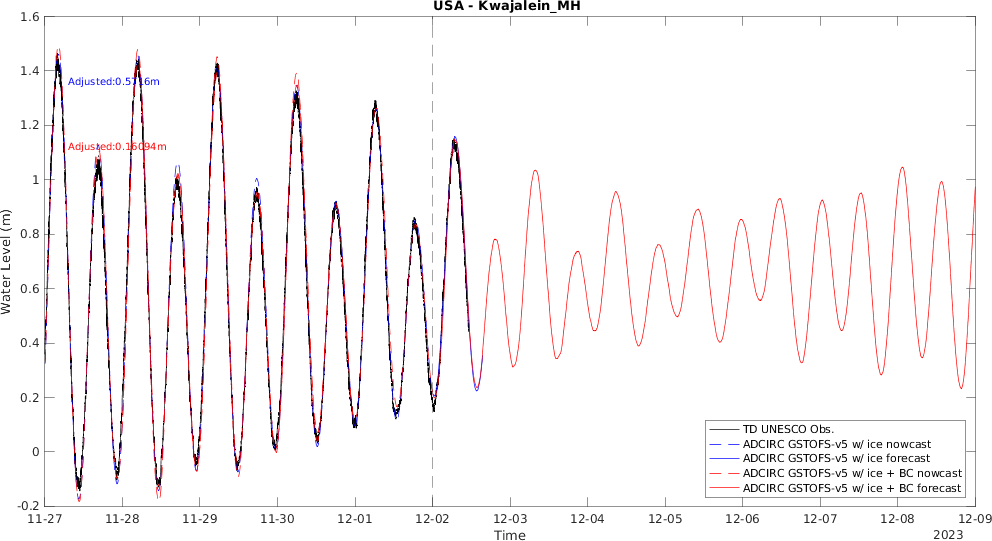 USA - Kwajalein_MH
1.6
1.4
1.2
1
0.8
0.6
0.4
0.2
0
-0.2
Water Level (m)
Adjusted:0.5716m
Adjusted:0.16094m
TD UNESCO Obs.
ADCIRC GSTOFS-v5 w/ ice nowcast
ADCIRC GSTOFS-v5 w/ ice forecast
ADCIRC GSTOFS-v5 w/ ice + BC nowcast
ADCIRC GSTOFS-v5 w/ ice + BC forecast
11-27 11-28 11-29 11-30 12-01 12-02 12-03 12-04 12-05 12-06 12-07 12-08 12-09
Time
2023